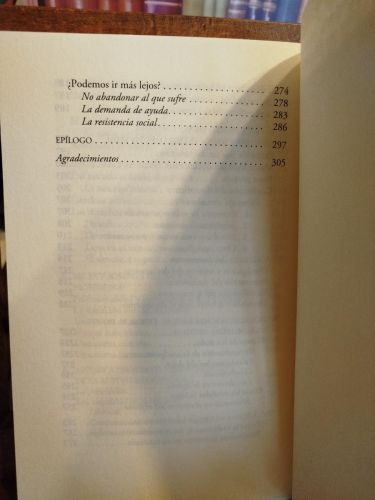 ¿Podemos ir más lejos? . . . . . . . . . . . . . . . . . . . . . . . 274
No abandonar al que sufre . . . . . . . . . . . . . . . . . 278
La demanda de ayuda. . . . . . . . . . . . . . . . . . . . . 283
La resistencia social . . . . . . . . . . . . . . . . . . . . . . 286
EPÍLOGO . . . . . . . . . . . . . . . . . . . . . . . . . . . . . . . . 297
Agradecimientos . . . . . . . . . . . . . . . . . . . . . . . . . . . 305